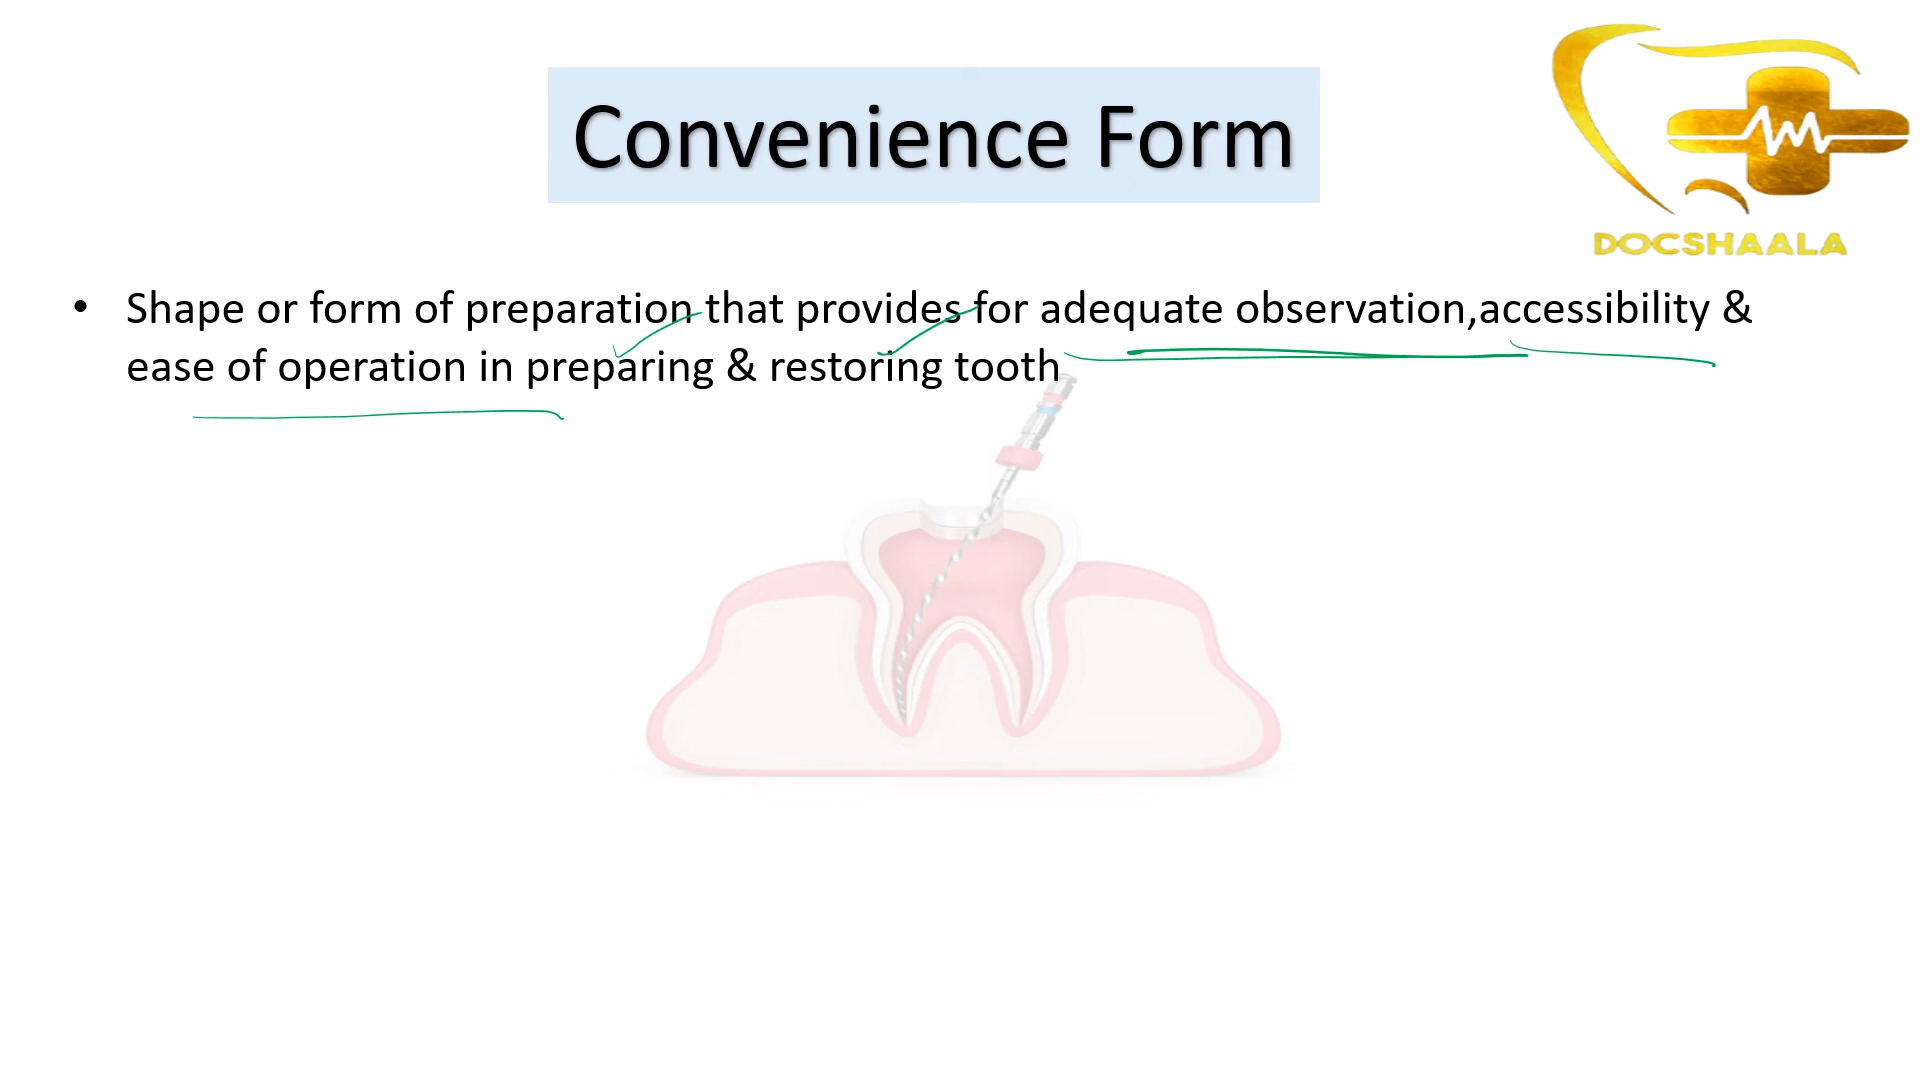 Convenience Form
DOCSHAALA
• Shape or form of preparation that provides for adequate observation,accessibility &
ease of operation in preparing & restoring tooth